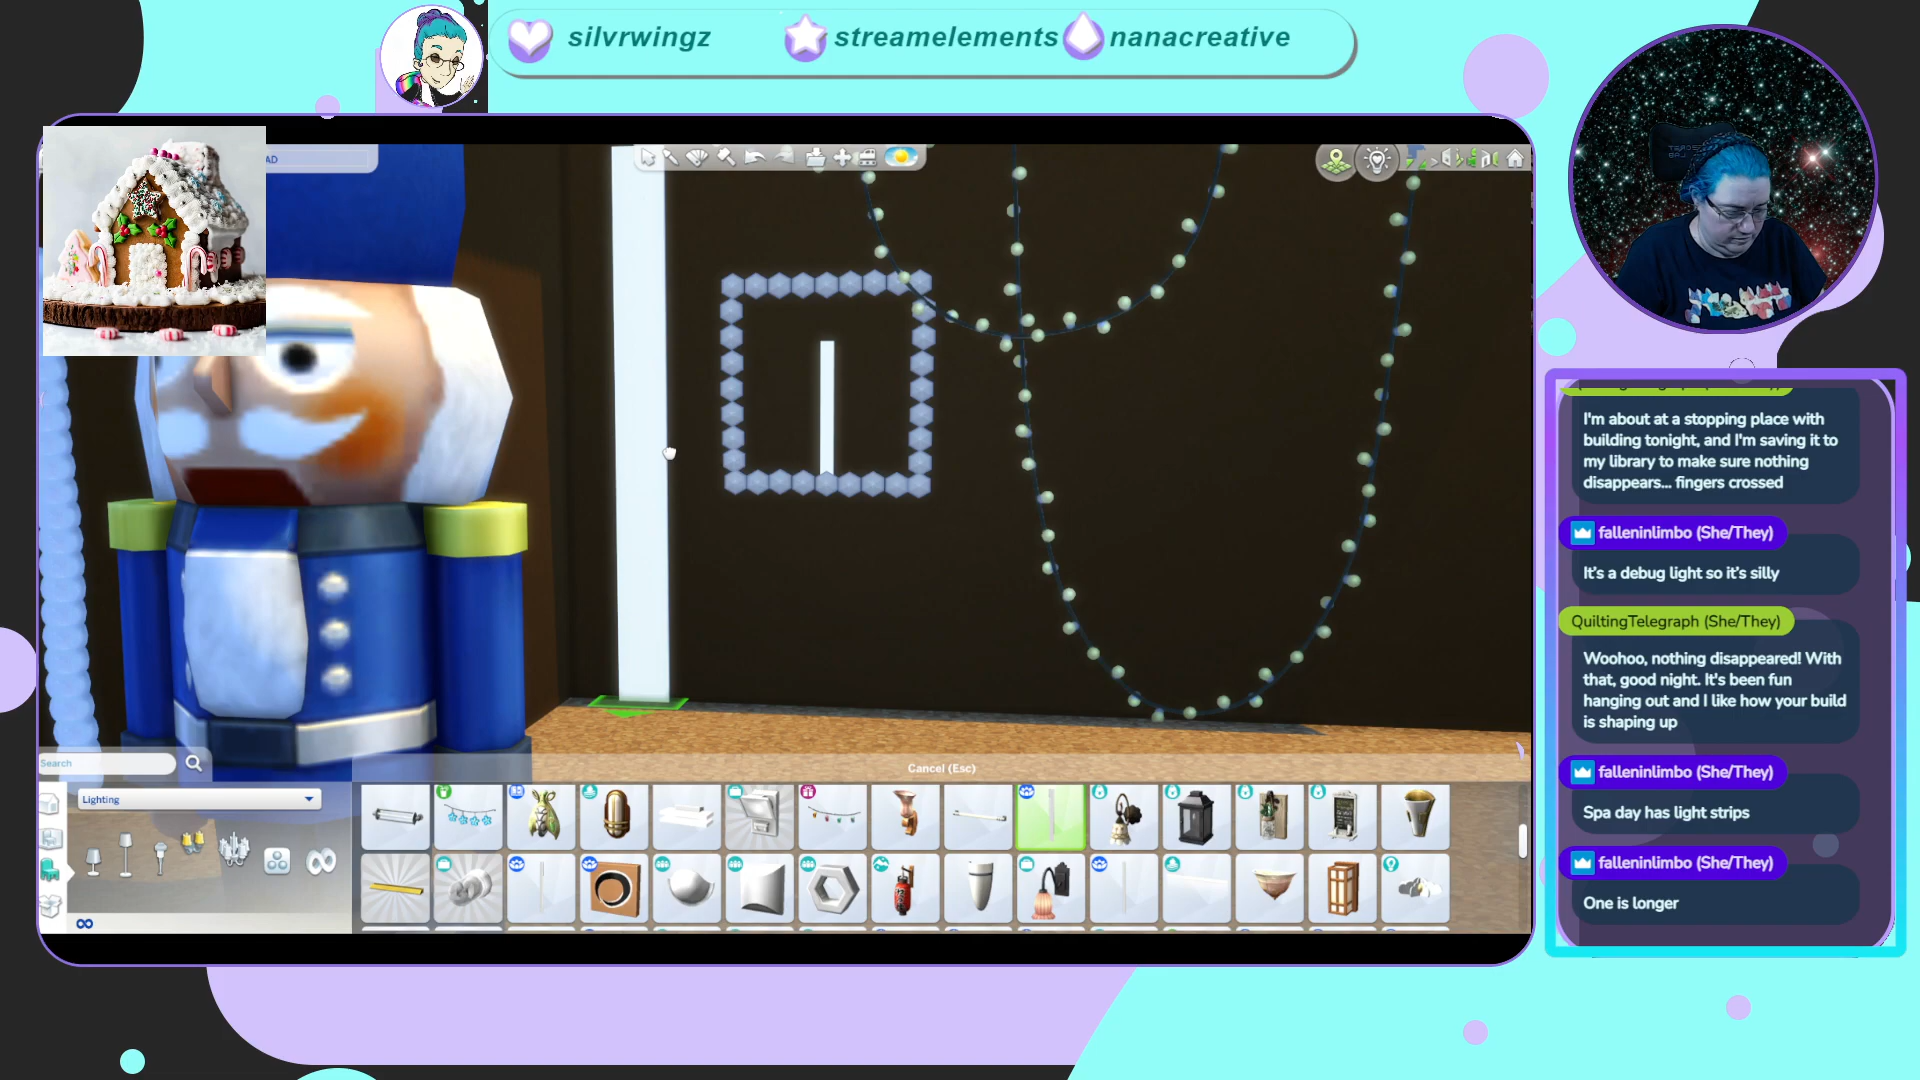 silvrwingz
streamelements
nanacreative
AD
I'm about at a stopping place with
building tonight, and I'm saving it to
my library to make sure nothing
disappears... fingers crossed
falleninlimbo (She/They)
It's a debug light so it's silly
QuiltingTelegraph (She/They)
Woohoo, nothing disappeared! With
that, good night. It's been fun
hanging out and I like how your build
is shaping up
falleninlimbo (She/They)
Spa day has light strips
falleninlimbo (She/They)
One is longer
Cancel (Esc)
Search
Lighting